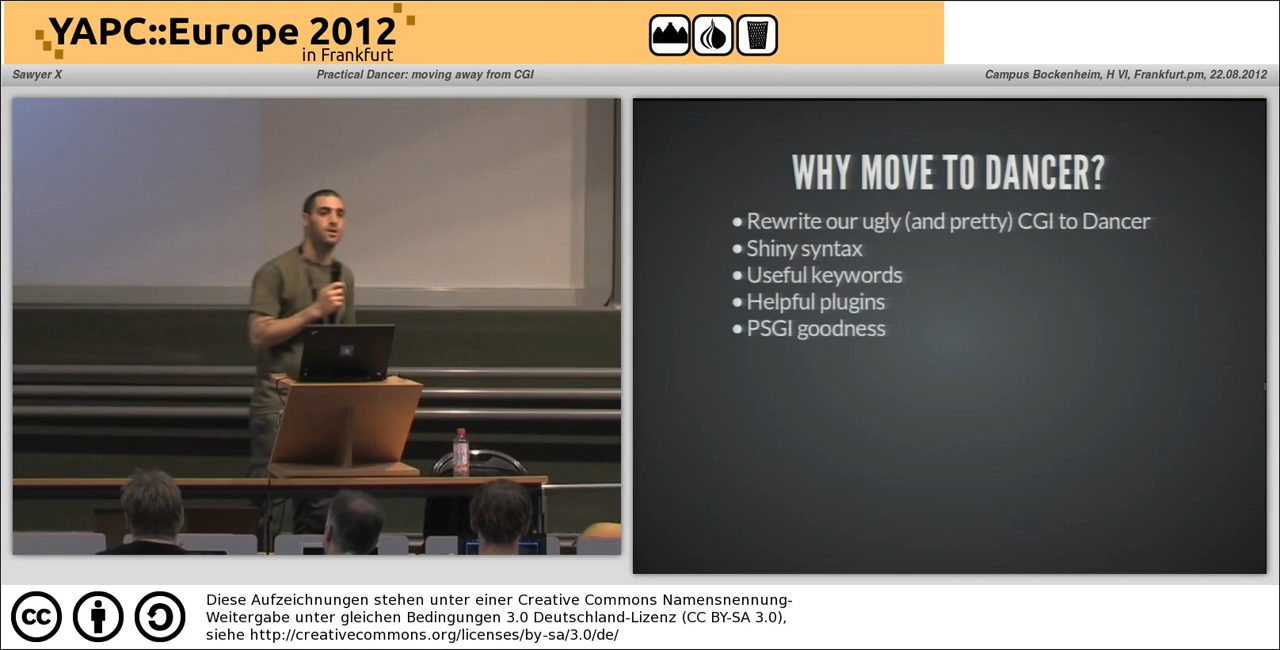 YAPC::Europe 2012
in Frankfurt
Sawyer X
Practical Dancer: moving away from CGI
Campus Bockenheim, H VI, Frankfurt.pm, 22.08.2012
WHY MOVE TO DANCER?
• Rewrite our ugly (and pretty) CGI to Dancer
• Shiny syntax
• Useful keywords
• Helpful plugins
• PSGI goodness
cc
Diese Aufzeichnungen stehen unter einer Creative Commons Namensnennung-
Weitergabe unter gleichen Bedingungen 3.0 Deutschland-Lizenz (CC BY-SA 3.0),
siehe http://creativecommons.org/licenses/by-sa/3.0/de/